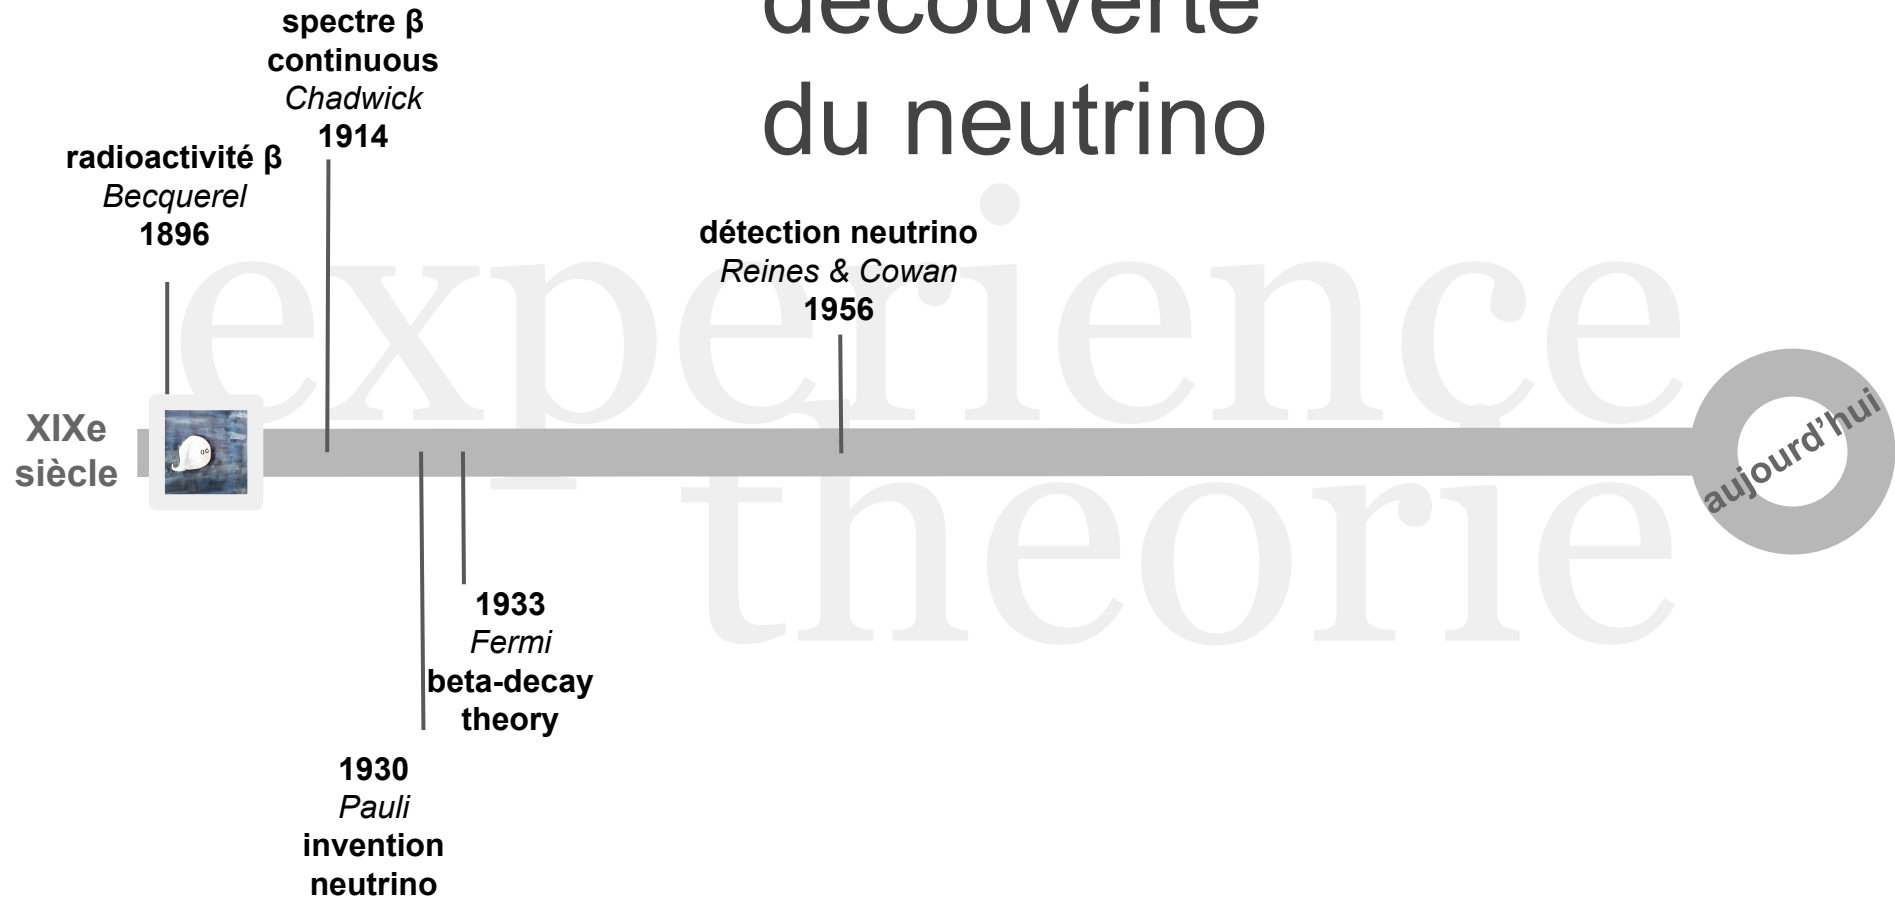 découverte
du neutrino
spectre β
continuous
Chadwick
1914
radioactivité β
Becquerel
1896
détection neutrino
Reines & Cowan
1956
experience
theorie
XIXe
siècle
aujourd'hui
1933
Fermi
beta-decay
theory
1930
Pauli
invention
neutrino